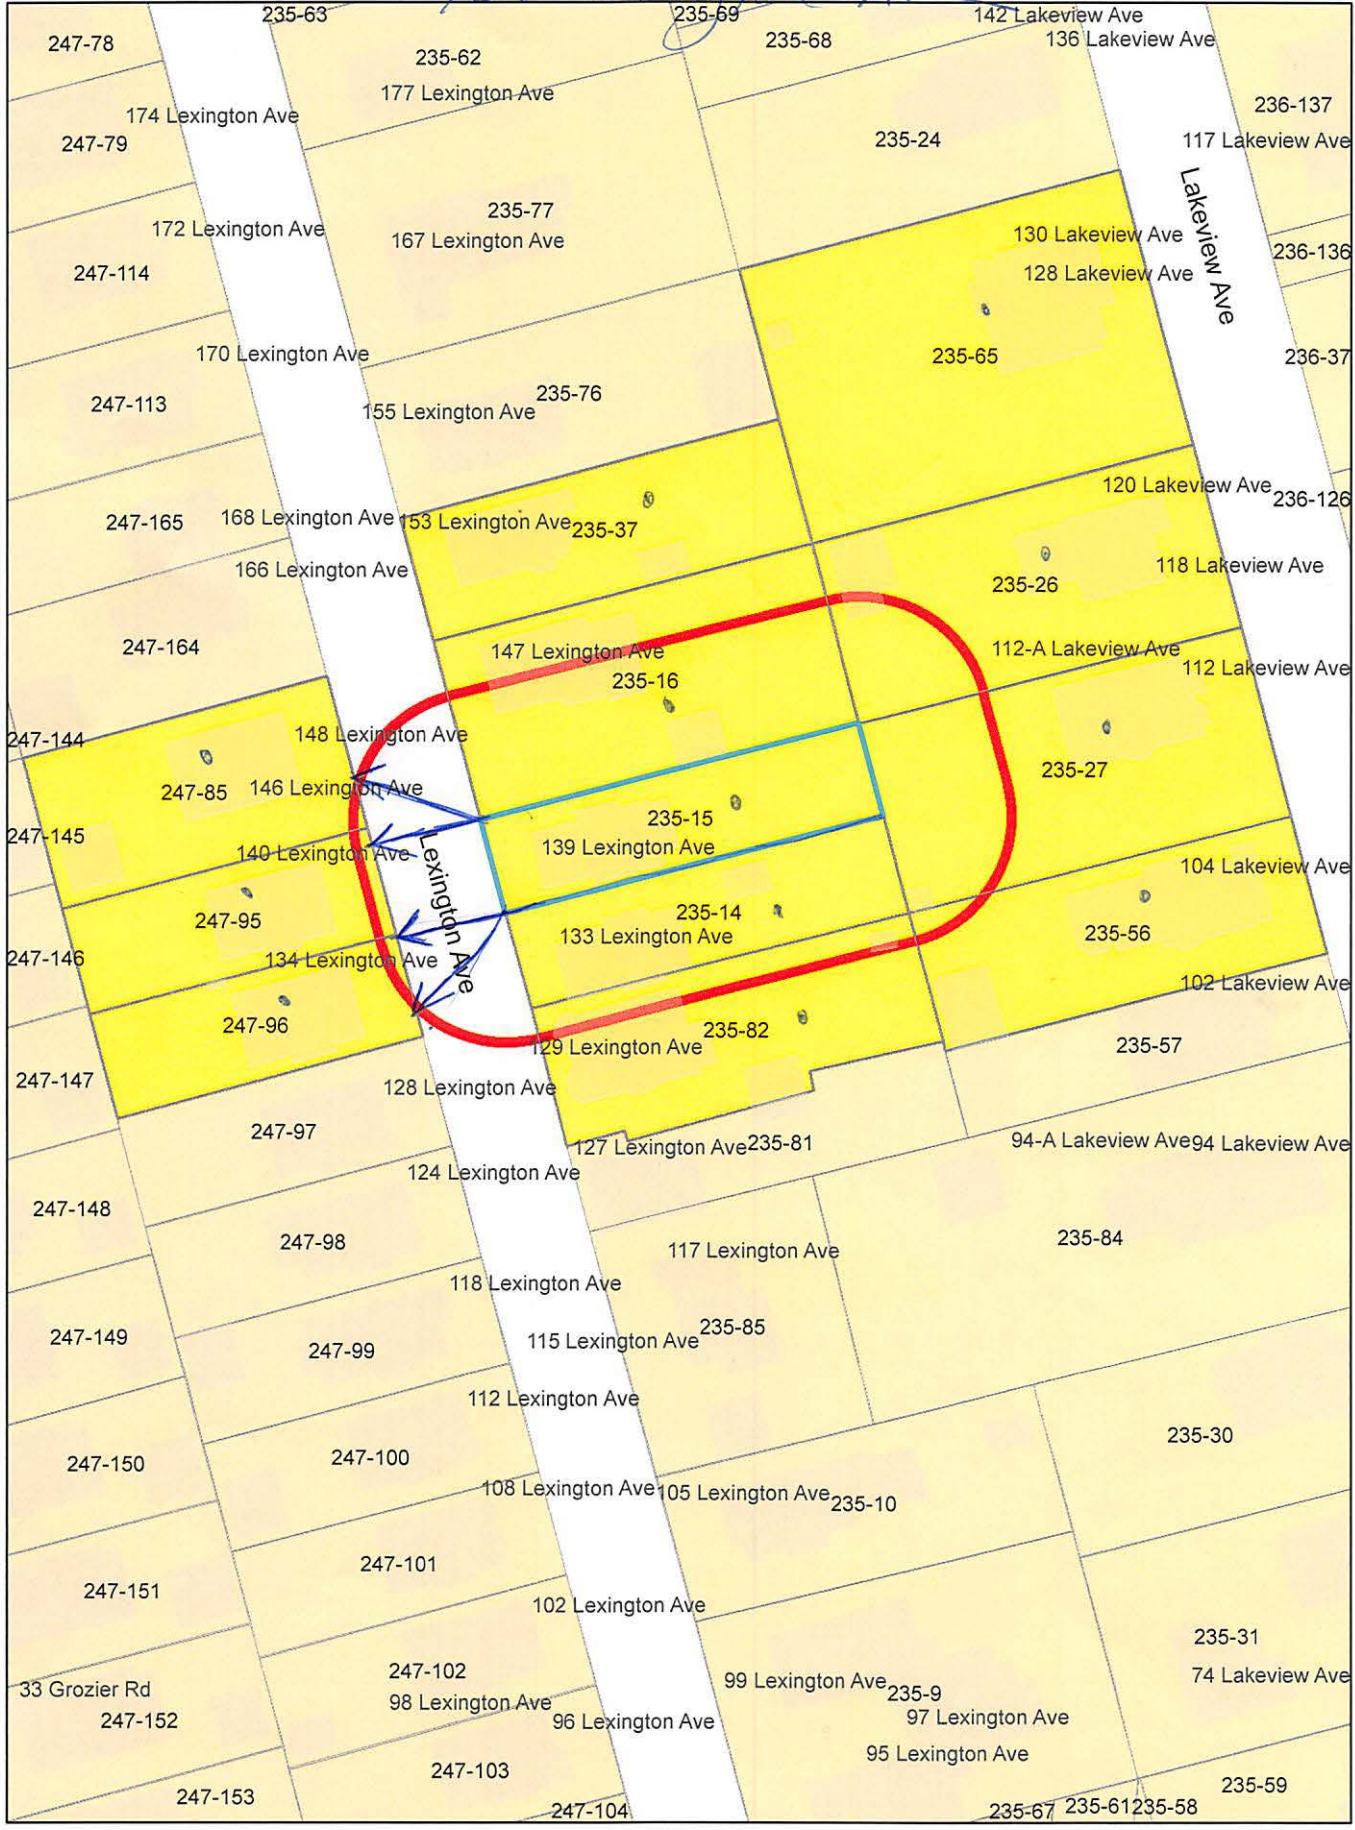 235-63
235-69
142 Lakeview Ave
247-78
235-62
235-68
136 Lakeview Ave
177 Lexington Ave
236-137
174 Lexington Ave
247-79
235-24
117 Lakeview Ave
235-77
172 Lexington Ave
167 Lexington Ave
130 Lakeview Ave
Lakeview Ave
236-136
247-114
128 Lakeview Ave
170 Lexington Ave
235-65
236-37
247-113
155 Lexington Ave
235-76
120 Lakeview Ave
236-126
247-165
168 Lexington Ave
153 Lexington Ave
235-37
166 Lexington Ave
118 Lakeview Ave
235-26
247-164
147 Lexington Ave
112-A Lakeview Ave
112 Lakeview Ave
235-16
247-144
148 Lexington Ave
235-27
247-85
146 Lexington Ave
235-15
247-145
140 Lexington Ave
Lexington Ave
139 Lexington Ave
104 Lakeview Ave
247-95
235-14
133 Lexington Ave
235-56
247-146
134 Lexington Ave
102 Lakeview Ave
247-96
235-82
129 Lexington Ave
235-57
247-147
128 Lexington Ave
247-97
127 Lexington Ave
235-81
94-A Lakeview Ave
94 Lakeview Ave
124 Lexington Ave
247-148
247-98
117 Lexington Ave
235-84
118 Lexington Ave
247-149
247-99
115 Lexington Ave
235-85
112 Lexington Ave
235-30
247-150
247-100
108 Lexington Ave
105 Lexington Ave
235-10
247-101
247-151
102 Lexington Ave
235-31
247-102
99 Lexington Ave
74 Lakeview Ave
33 Grozier Rd
98 Lexington Ave
235-9
247-152
96 Lexington Ave
97 Lexington Ave
95 Lexington Ave
247-103
235-59
247-153
247-104
235-67
235-61
235-58